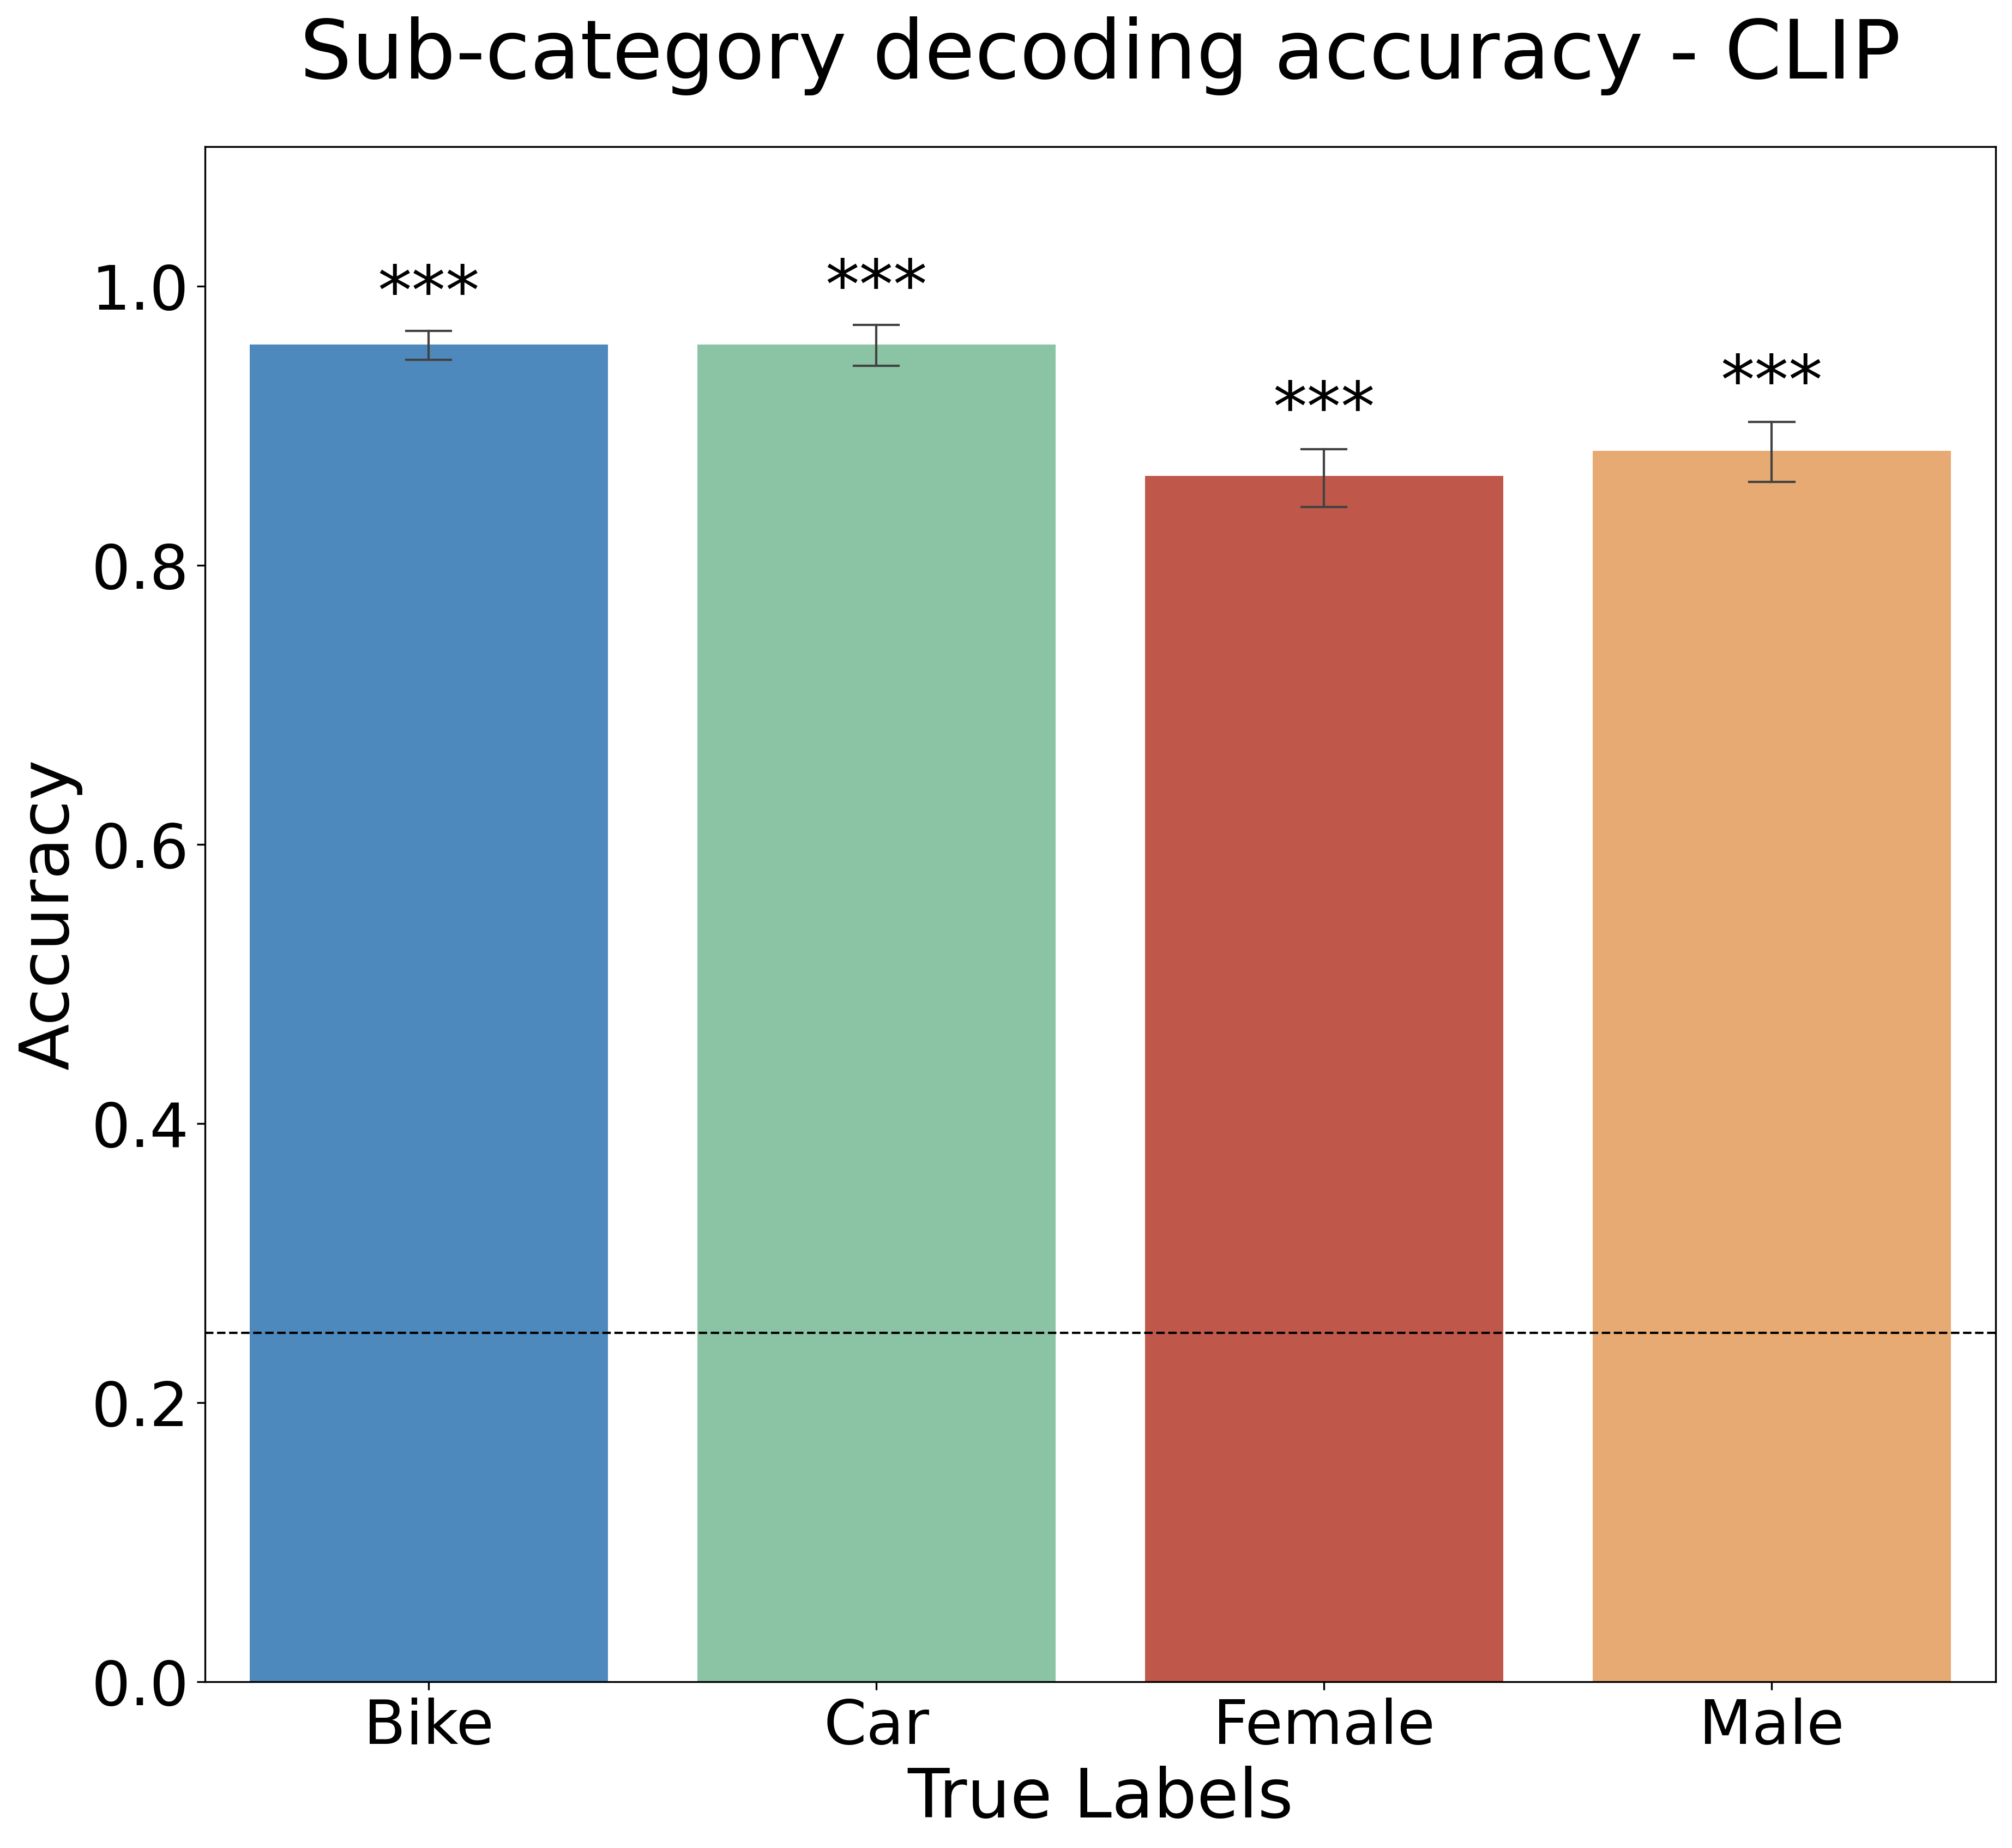 Sub-category decoding accuracy - CLIP
Accuracy
1.0
0.8
0.6
0.4
0.2
0.0
***
***
***
***
Bike
Car
Female
Male
True Labels